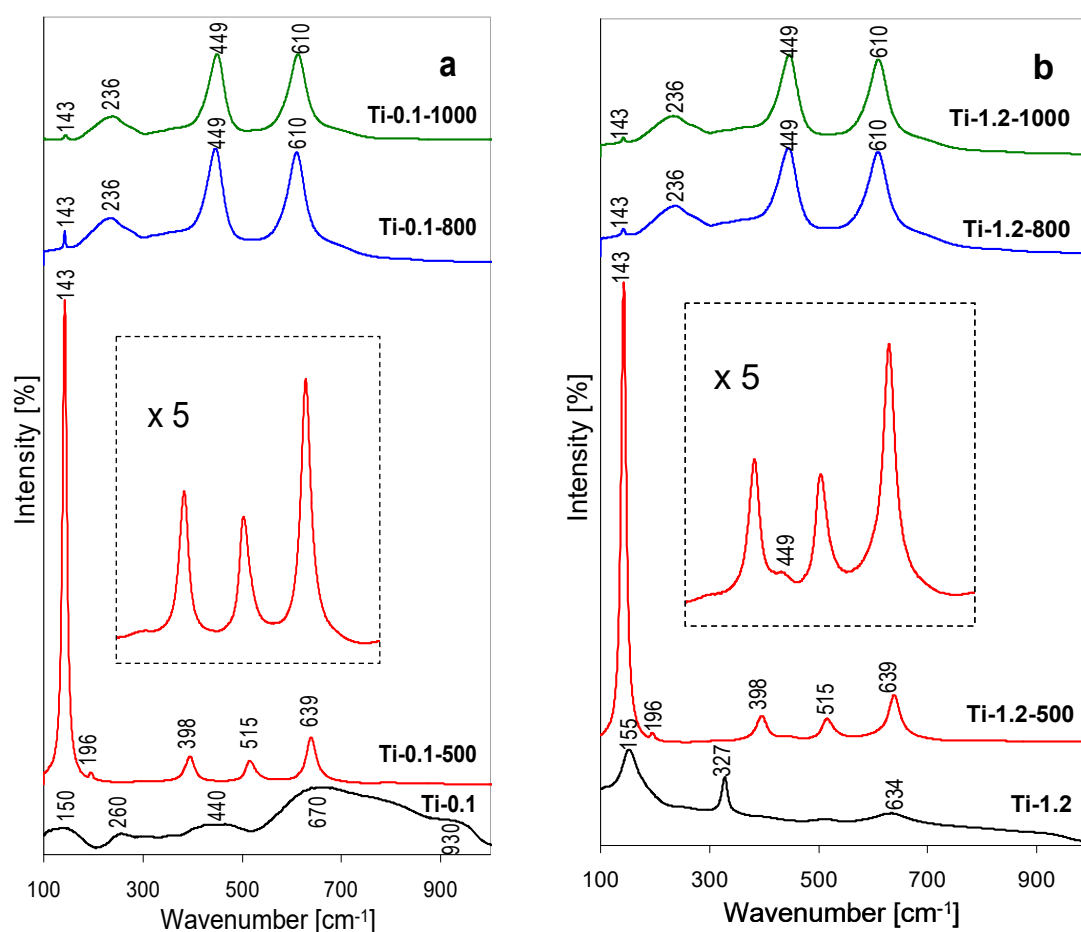 a
449
610
236
143
Ti-0.1-1000
449
610
236
143
Ti-0.1-800
143
x 5
639
515
398
196
Ti-0.1-500
150
260
440
670
930
Ti-0.1
Intensity [%]
100 300 500 700 900
Wavenumber [cm-1]
b
449
610
236
143
Ti-1.2-1000
449
610
236
143
Ti-1.2-800
143
x 5
449
639
515
398
196
Ti-1.2-500
155
327
634
Ti-1.2
Intensity [%]
100 300 500 700 900
Wavenumber [cm-1]